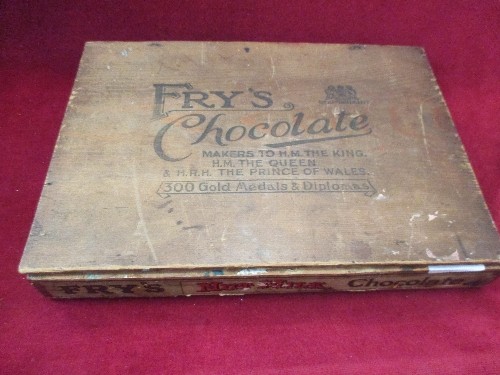 FRY'S
Chocolate
MAKERS TO H.M. THE KING.
H.M. THE QUEEN
& H.R.H. THE PRINCE OF WALES.
300 Gold Medals & Diplomas
FRY'S Chocolate